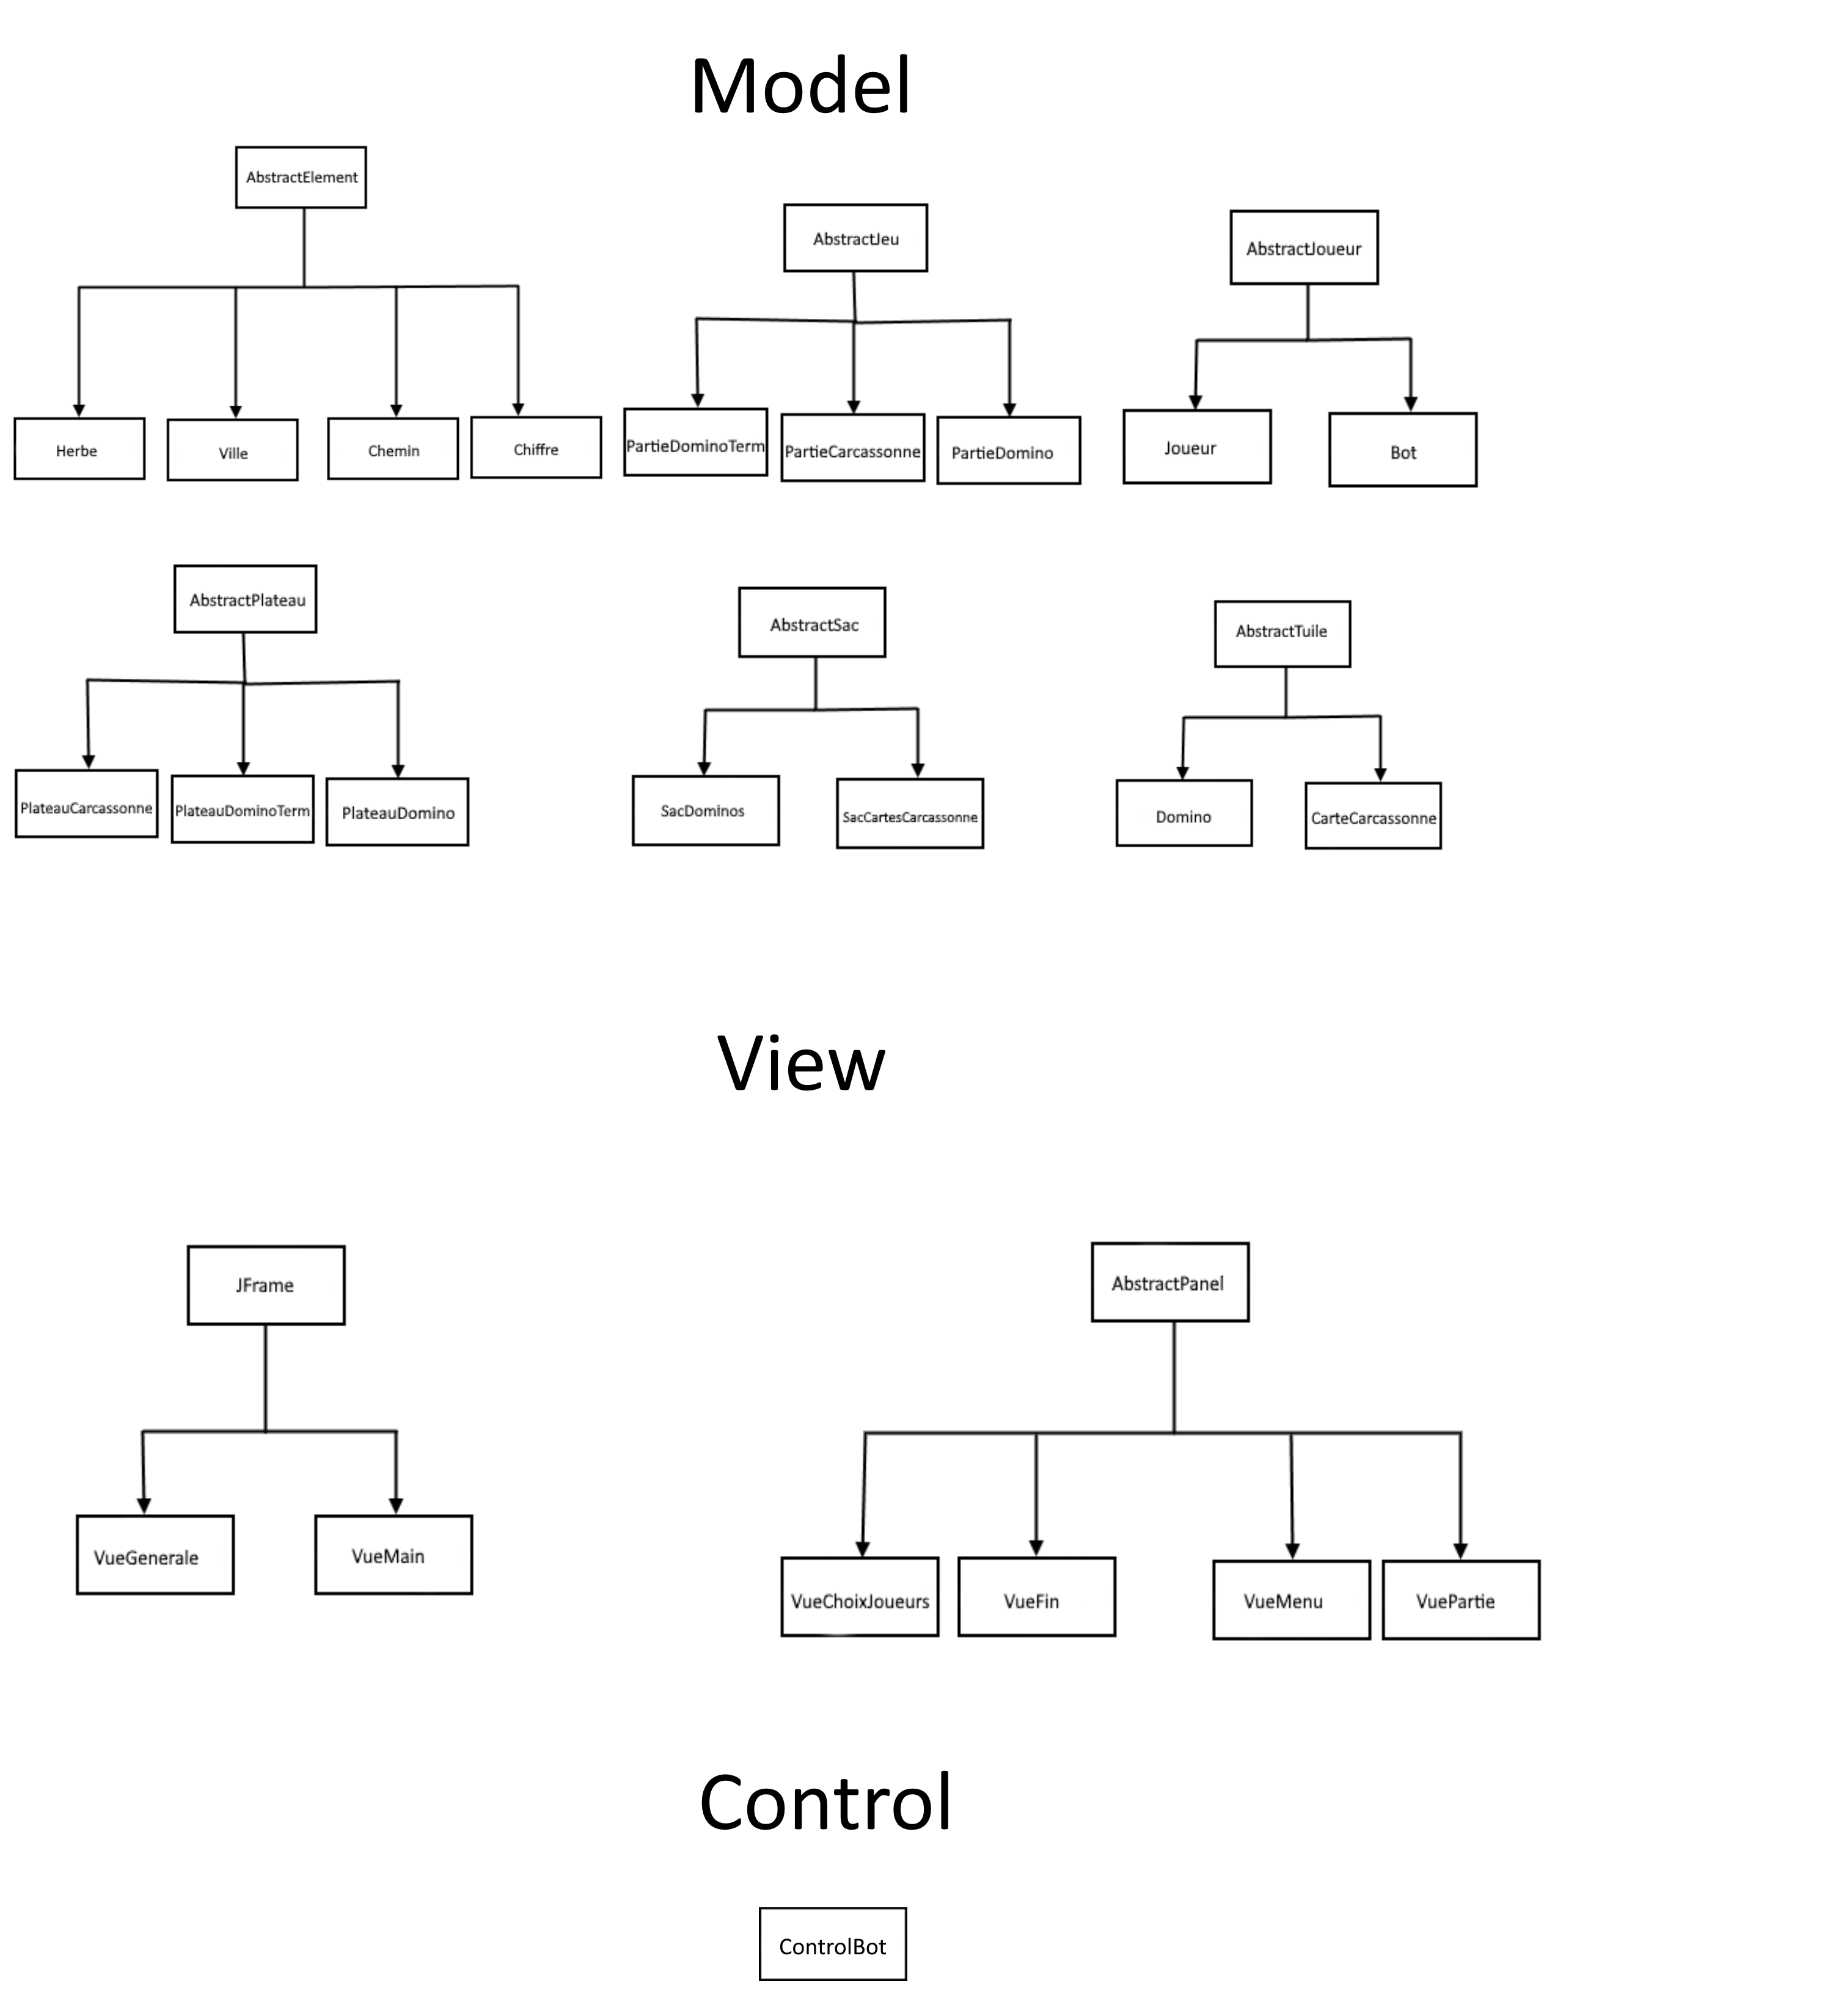 Model
AbstractElement
AbstractJeu
AbstractJoueur
Herbe
Ville
Chemin
Chiffre
PartieDominoTerm
PartieCarcassonne
PartieDomino
Joueur
Bot
AbstractPlateau
AbstractSac
AbstractTuile
PlateauCarcassonne
PlateauDominoTerm
PlateauDomino
SacDominos
SacCartesCarcassonne
Domino
CarteCarcassonne
View
JFrame
AbstractPanel
VueGenerale
VueMain
VueChoixJoueurs
VueFin
VueMenu
VuePartie
Control
ControlBot